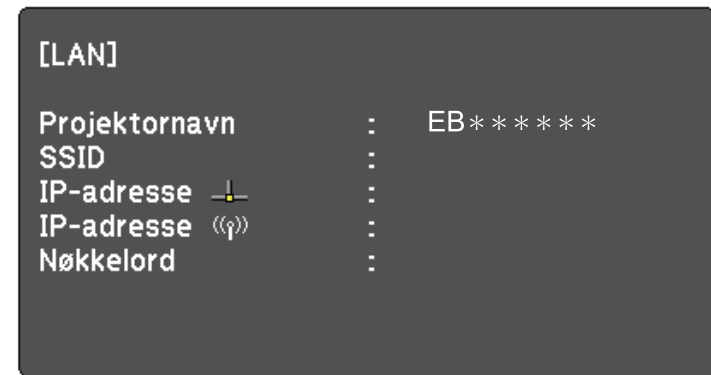 [LAN]
Projektornavn : EB∗∗∗∗∗∗
SSID :
IP-adresse :
IP-adresse :
Nøkkelord :